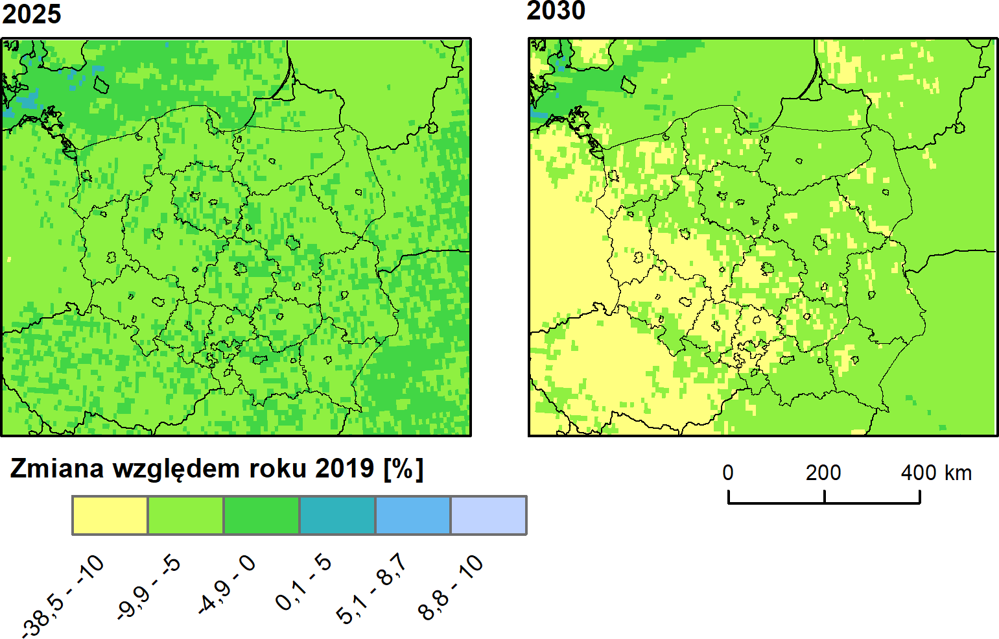 2025
2030
Zmiana względem roku 2019 [%]
0 200 400 km
-38,5 - -10
-9,9 - -5
-4,9 - 0
0,1 - 5
5,1 - 8,7
8,8 - 10